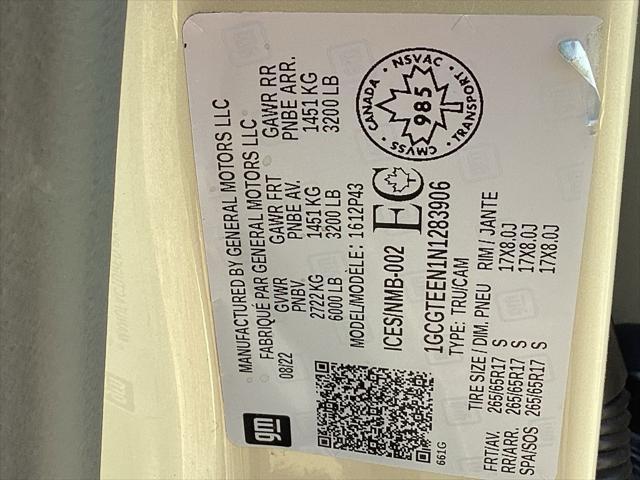 MANUFACTURED BY GENERAL MOTORS LLC
FABRIQUÉ PAR GENERAL MOTORS LLC
08/22 GVWR GAWR FRT GAWR RR
PNBV PNBE AV. PNBE ARR.
2722 KG 1451 KG 1451 KG
6000 LB 3200 LB 3200 LB
MODEL/MODÈLE: 1612P43
ICES/NMB-002 EC
1GCGTEEN1N1283906
TYPE: TRU/CAM
TIRE SIZE / DIM. PNEU RIM / JANTE
FRT/AV. 265/65R17 S 17X8.0J
RR/ARR. 265/65R17 S 17X8.0J
SPA/SOS 265/65R17 S 17X8.0J
gm
661G
CANADA · NSVAC · TRANSPORT · CMVSS
985